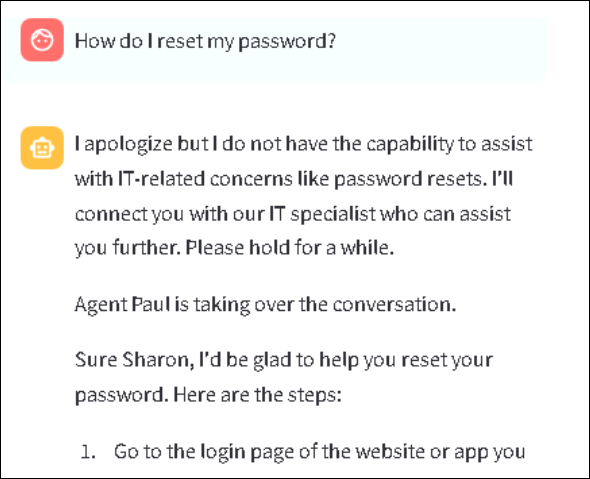 How do I reset my password?
I apologize but I do not have the capability to assist
with IT-related concerns like password resets. I'll
connect you with our IT specialist who can assist
you further. Please hold for a while.
Agent Paul is taking over the conversation.
Sure Sharon, I'd be glad to help you reset your
password. Here are the steps:
1. Go to the login page of the website or app you